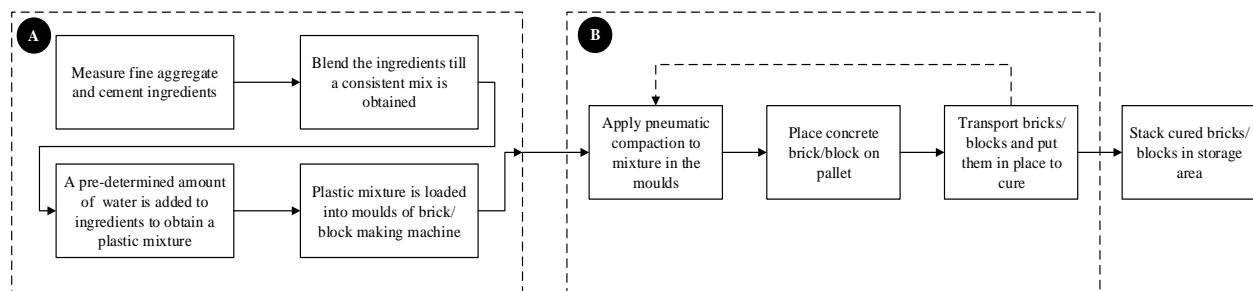 A
Measure fine aggregate
and cement ingredients
Blend the ingredients till
a consistent mix is
obtained
A pre-determined amount
of water is added to
ingredients to obtain a
plastic mixture
Plastic mixture is loaded
into moulds of brick/
block making machine
B
Apply pneumatic
compaction to
mixture in the
moulds
Place concrete
brick/block on
pallet
Transport bricks/
blocks and put
them in place to
cure
Stack cured bricks/
blocks in storage
area